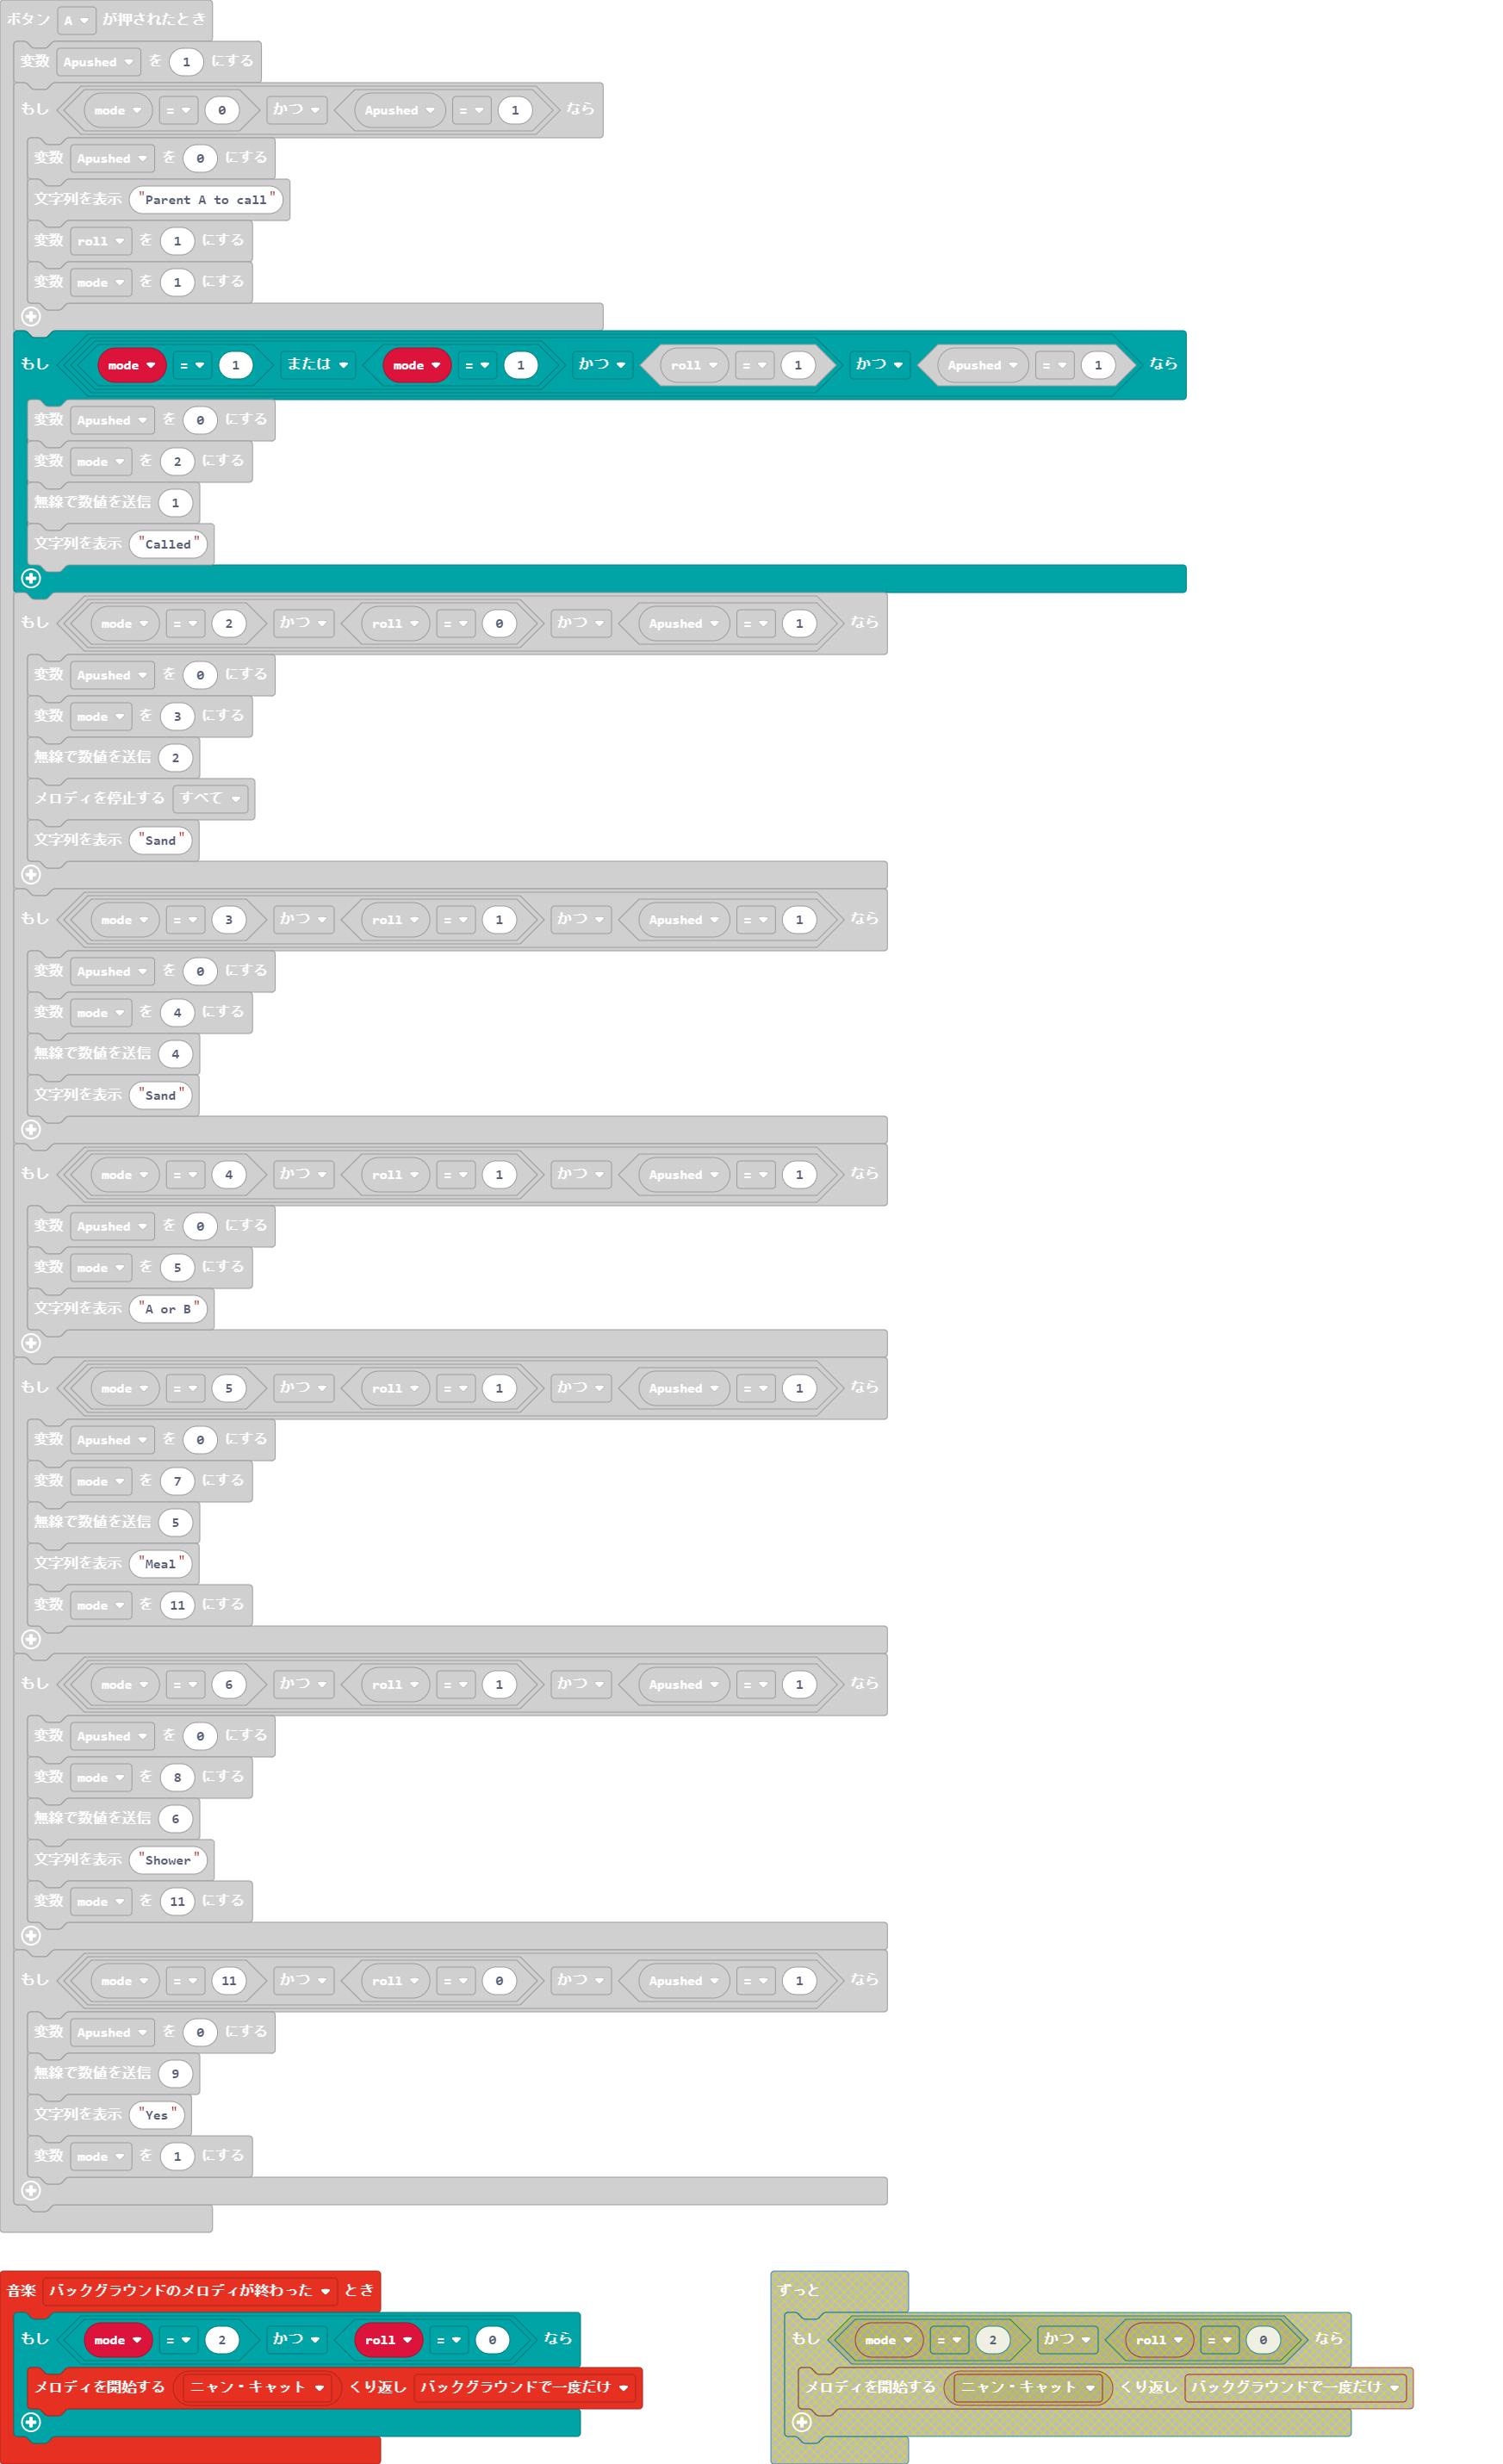 ボタン A が押されたとき
変数 Apushed を 1 にする
もし mode = 0 かつ Apushed = 1 なら
変数 Apushed を 0 にする
文字列を表示 "Parent A to call"
変数 roll を 1 にする
変数 mode を 1 にする
もし mode = 1 または mode = 1 かつ roll = 1 かつ Apushed = 1 なら
変数 Apushed を 0 にする
変数 mode を 2 にする
無線で数値を送信 1
文字列を表示 "Called"
もし mode = 2 かつ roll = 0 かつ Apushed = 1 なら
変数 Apushed を 0 にする
変数 mode を 3 にする
無線で数値を送信 2
メロディを停止する すべて
文字列を表示 "Sand"
もし mode = 3 かつ roll = 1 かつ Apushed = 1 なら
変数 Apushed を 0 にする
変数 mode を 4 にする
無線で数値を送信 4
文字列を表示 "Sand"
もし mode = 4 かつ roll = 1 かつ Apushed = 1 なら
変数 Apushed を 0 にする
変数 mode を 5 にする
文字列を表示 "A or B"
もし mode = 5 かつ roll = 1 かつ Apushed = 1 なら
変数 Apushed を 0 にする
変数 mode を 7 にする
無線で数値を送信 5
文字列を表示 "Meal"
変数 mode を 11 にする
もし mode = 6 かつ roll = 1 かつ Apushed = 1 なら
変数 Apushed を 0 にする
変数 mode を 8 にする
無線で数値を送信 6
文字列を表示 "Shower"
変数 mode を 11 にする
もし mode = 11 かつ roll = 0 かつ Apushed = 1 なら
変数 Apushed を 0 にする
無線で数値を送信 9
文字列を表示 "Yes"
変数 mode を 1 にする
音楽 バックグラウンドのメロディが終わった とき
もし mode = 2 かつ roll = 0 なら
メロディを開始する ニャン・キャット くり返し バックグラウンドで一度だけ
ずっと
もし mode = 2 かつ roll = 0 なら
メロディを開始する ニャン・キャット くり返し バックグラウンドで一度だけ